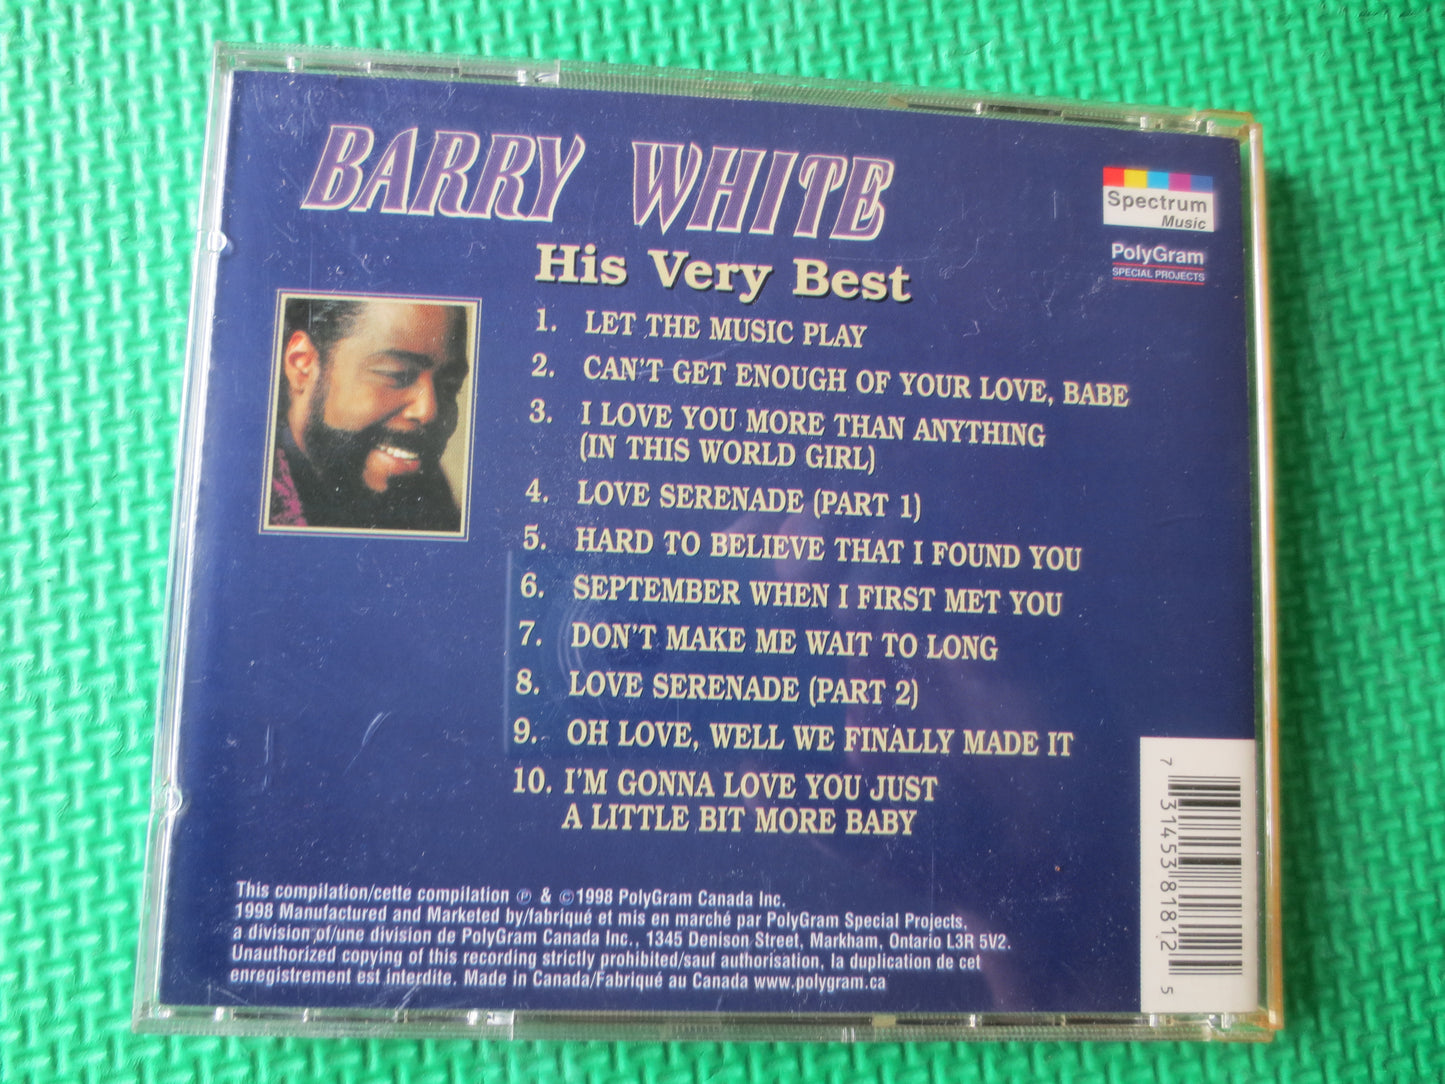 BARRY WHITE
His Very Best
Spectrum
Music
PolyGram
SPECIAL PROJECTS
1. LET THE MUSIC PLAY
2. CAN'T GET ENOUGH OF YOUR LOVE, BABE
3. I LOVE YOU MORE THAN ANYTHING
(IN THIS WORLD GIRL)
4. LOVE SERENADE (PART 1)
5. HARD TO BELIEVE THAT I FOUND YOU
6. SEPTEMBER WHEN I FIRST MET YOU
7. DON'T MAKE ME WAIT TO LONG
8. LOVE SERENADE (PART 2)
9. OH LOVE, WELL WE FINALLY MADE IT
10. I'M GONNA LOVE YOU JUST
A LITTLE BIT MORE BABY
This compilation/cette compilation ℗ & ©1998 PolyGram Canada Inc.
1998 Manufactured and Marketed by/fabriqué et mis en marché par PolyGram Special Projects,
a division of/une division de PolyGram Canada Inc., 1345 Denison Street, Markham, Ontario L3R 5V2.
Unauthorized copying of this recording strictly prohibited/sauf authorisation, la duplication de cet
enregistrement est interdite. Made in Canada/Fabriqué au Canada www.polygram.ca
7 31453 81812 5